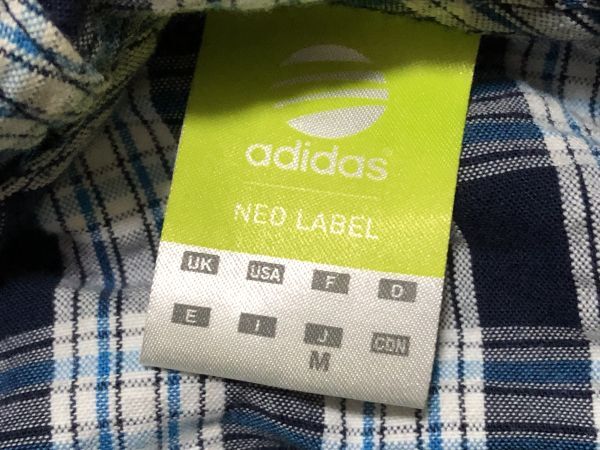 adidas®
NEO LABEL
UK USA F D
E I J CDN
M